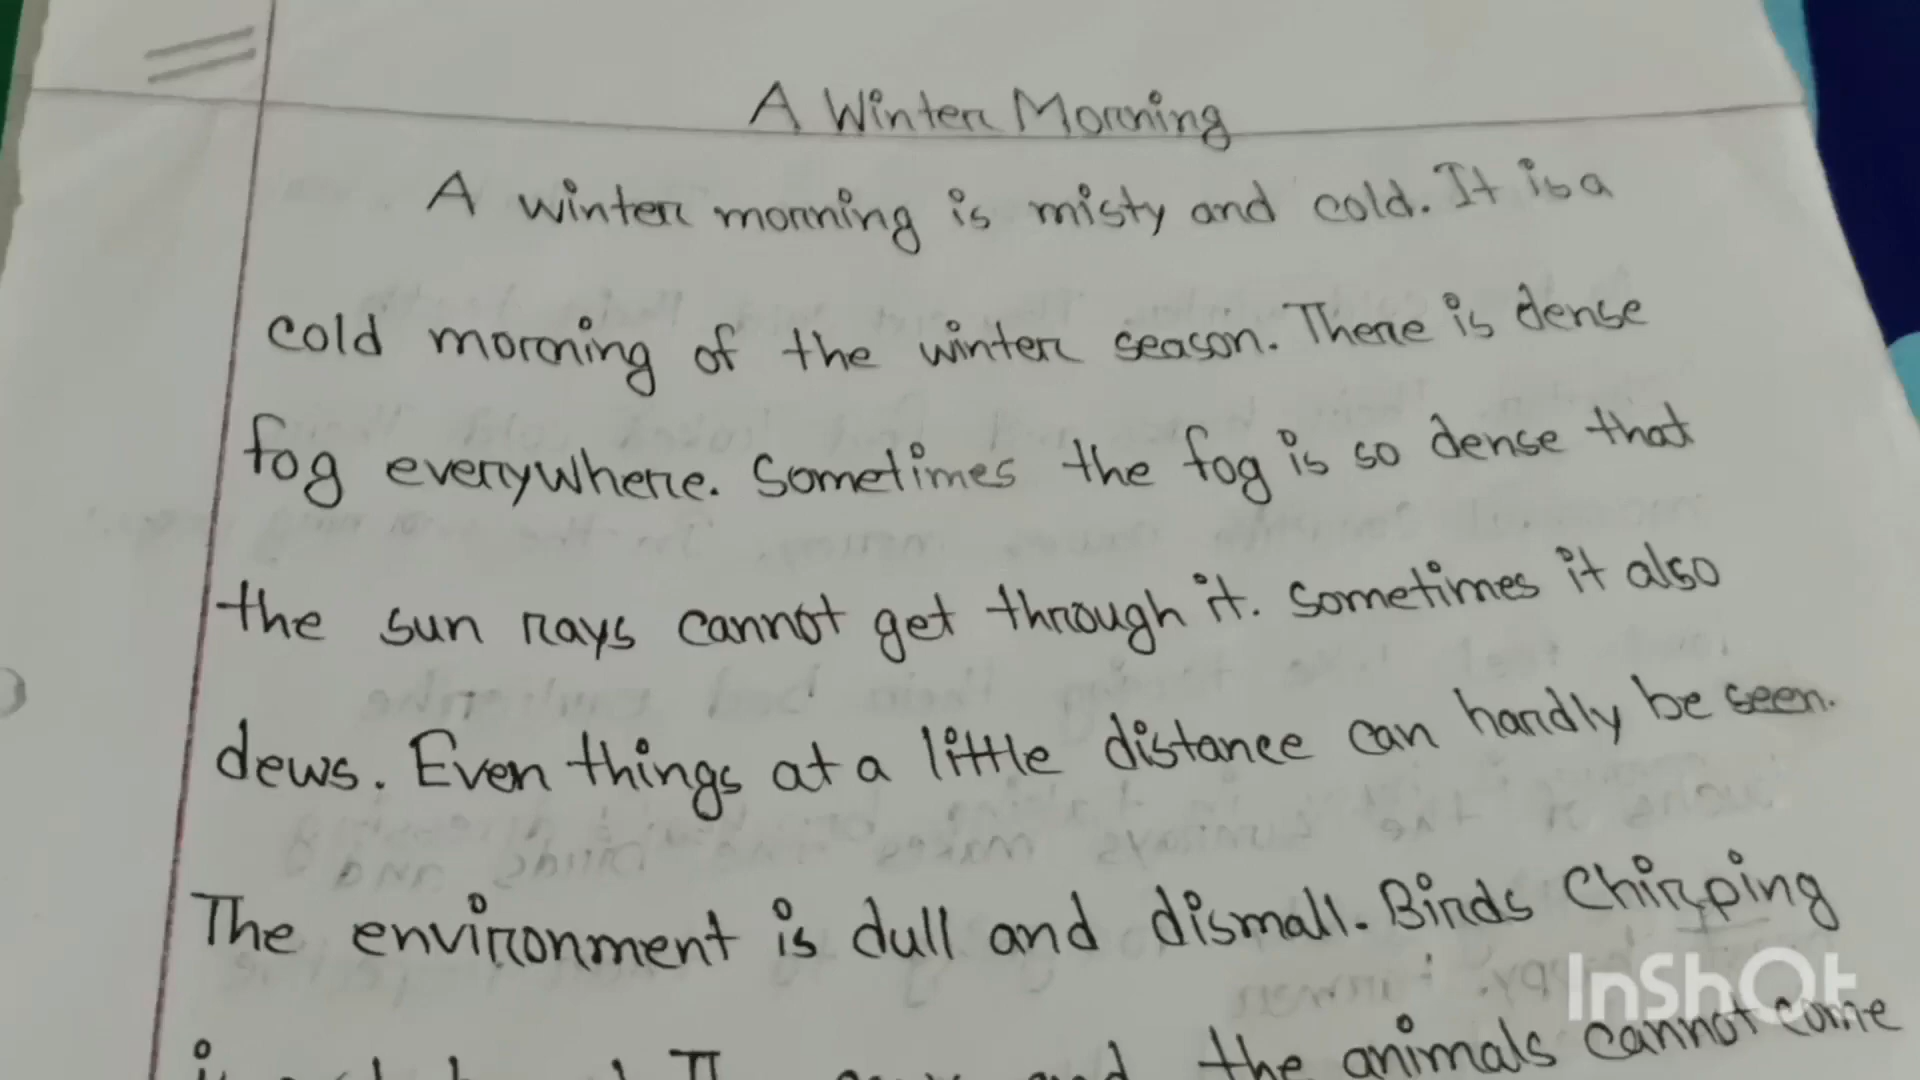 A Winter Morning
A winter morning is misty and cold. It is a
cold morning of the winter season. There is dense
fog everywhere. Sometimes the fog is so dense that
the sun rays cannot get through it. Sometimes it also
dews. Even things at a little distance can hardly be seen.
The environment is dull and dismall. Birds Chirping
the animals cannot come
InShOt